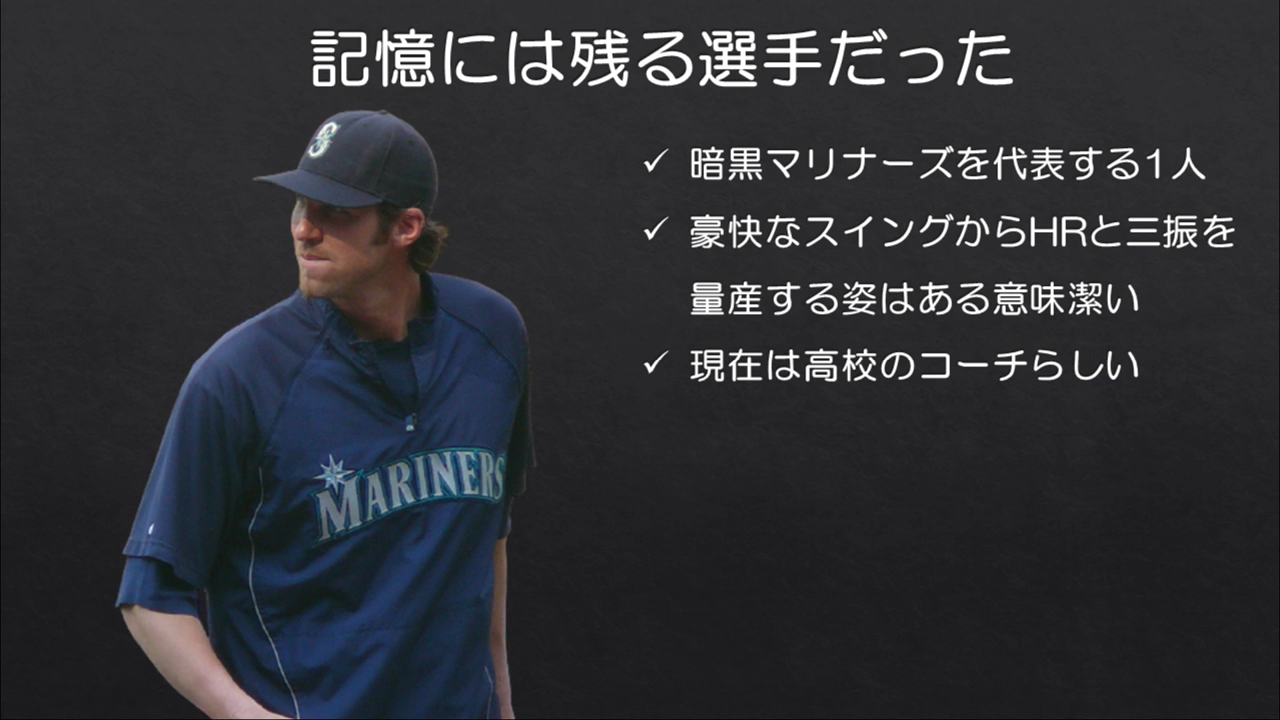 記憶には残る選手だった
✓ 暗黒マリナーズを代表する1人
✓ 豪快なスイングからHRと三振を
量産する姿はある意味潔い
✓ 現在は高校のコーチらしい
S
MARINERS